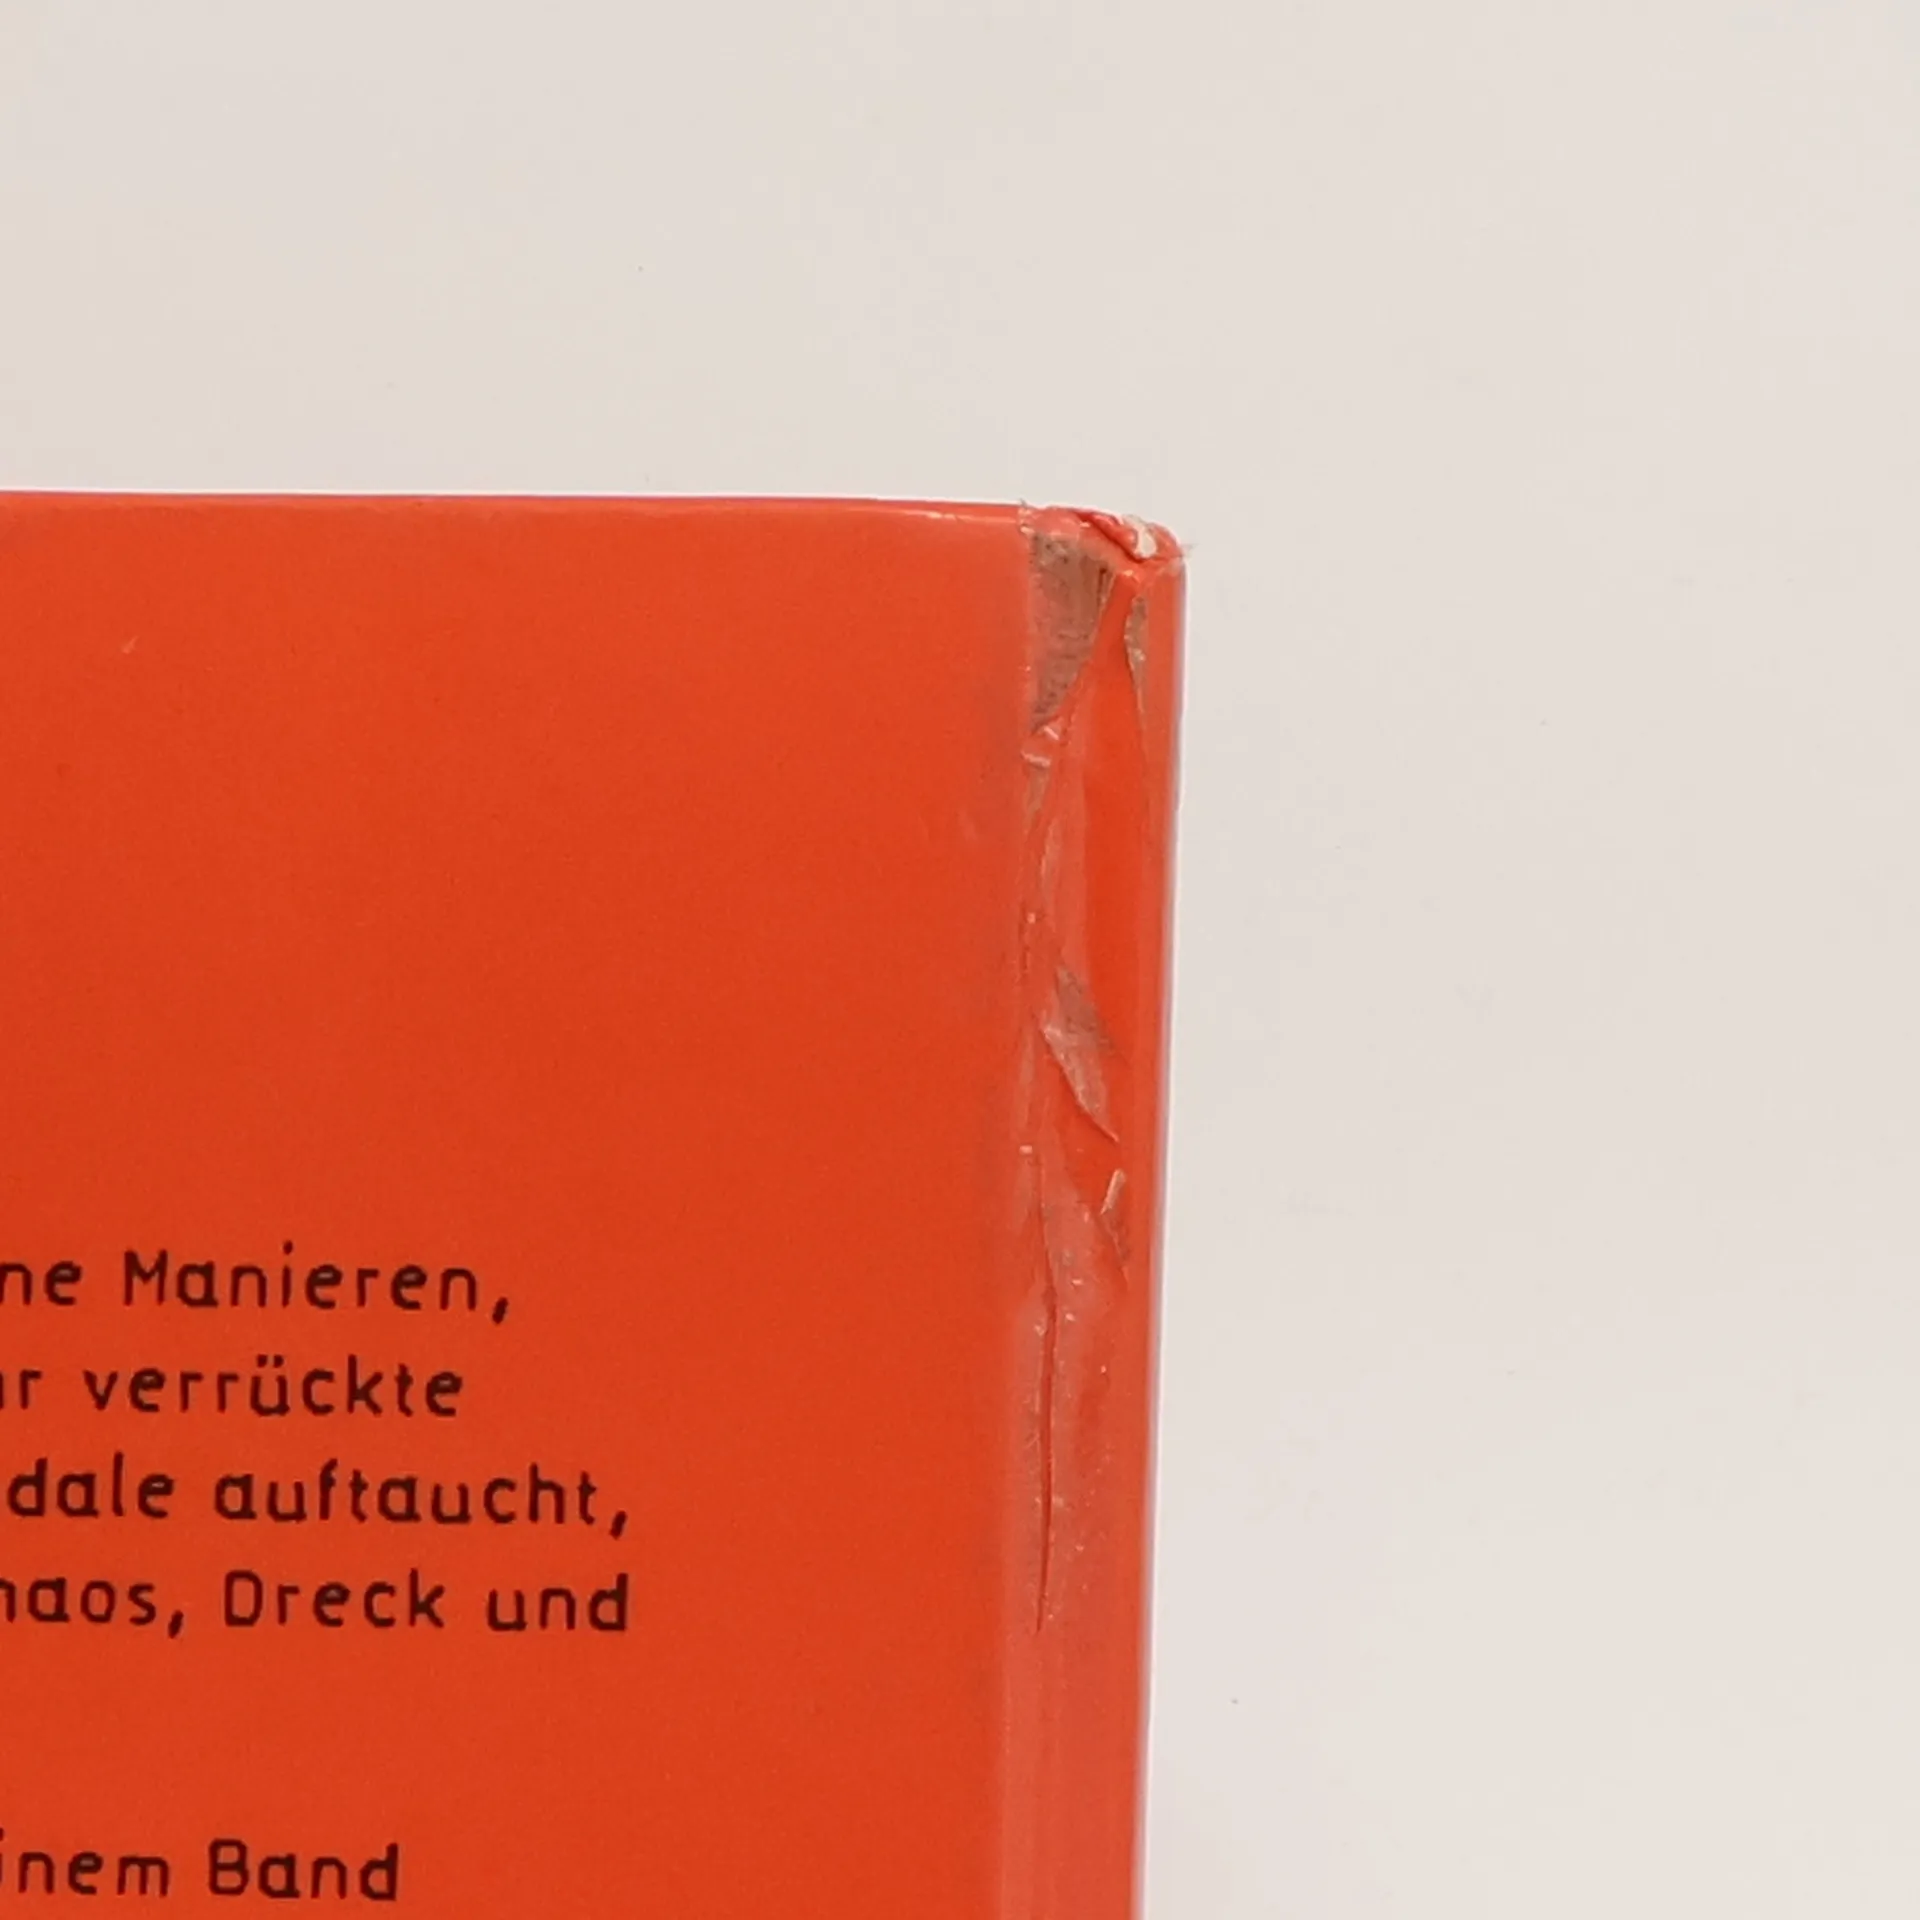 ne Manieren,
r verrückte
dale auftaucht,
haos, Dreck und
inem Band